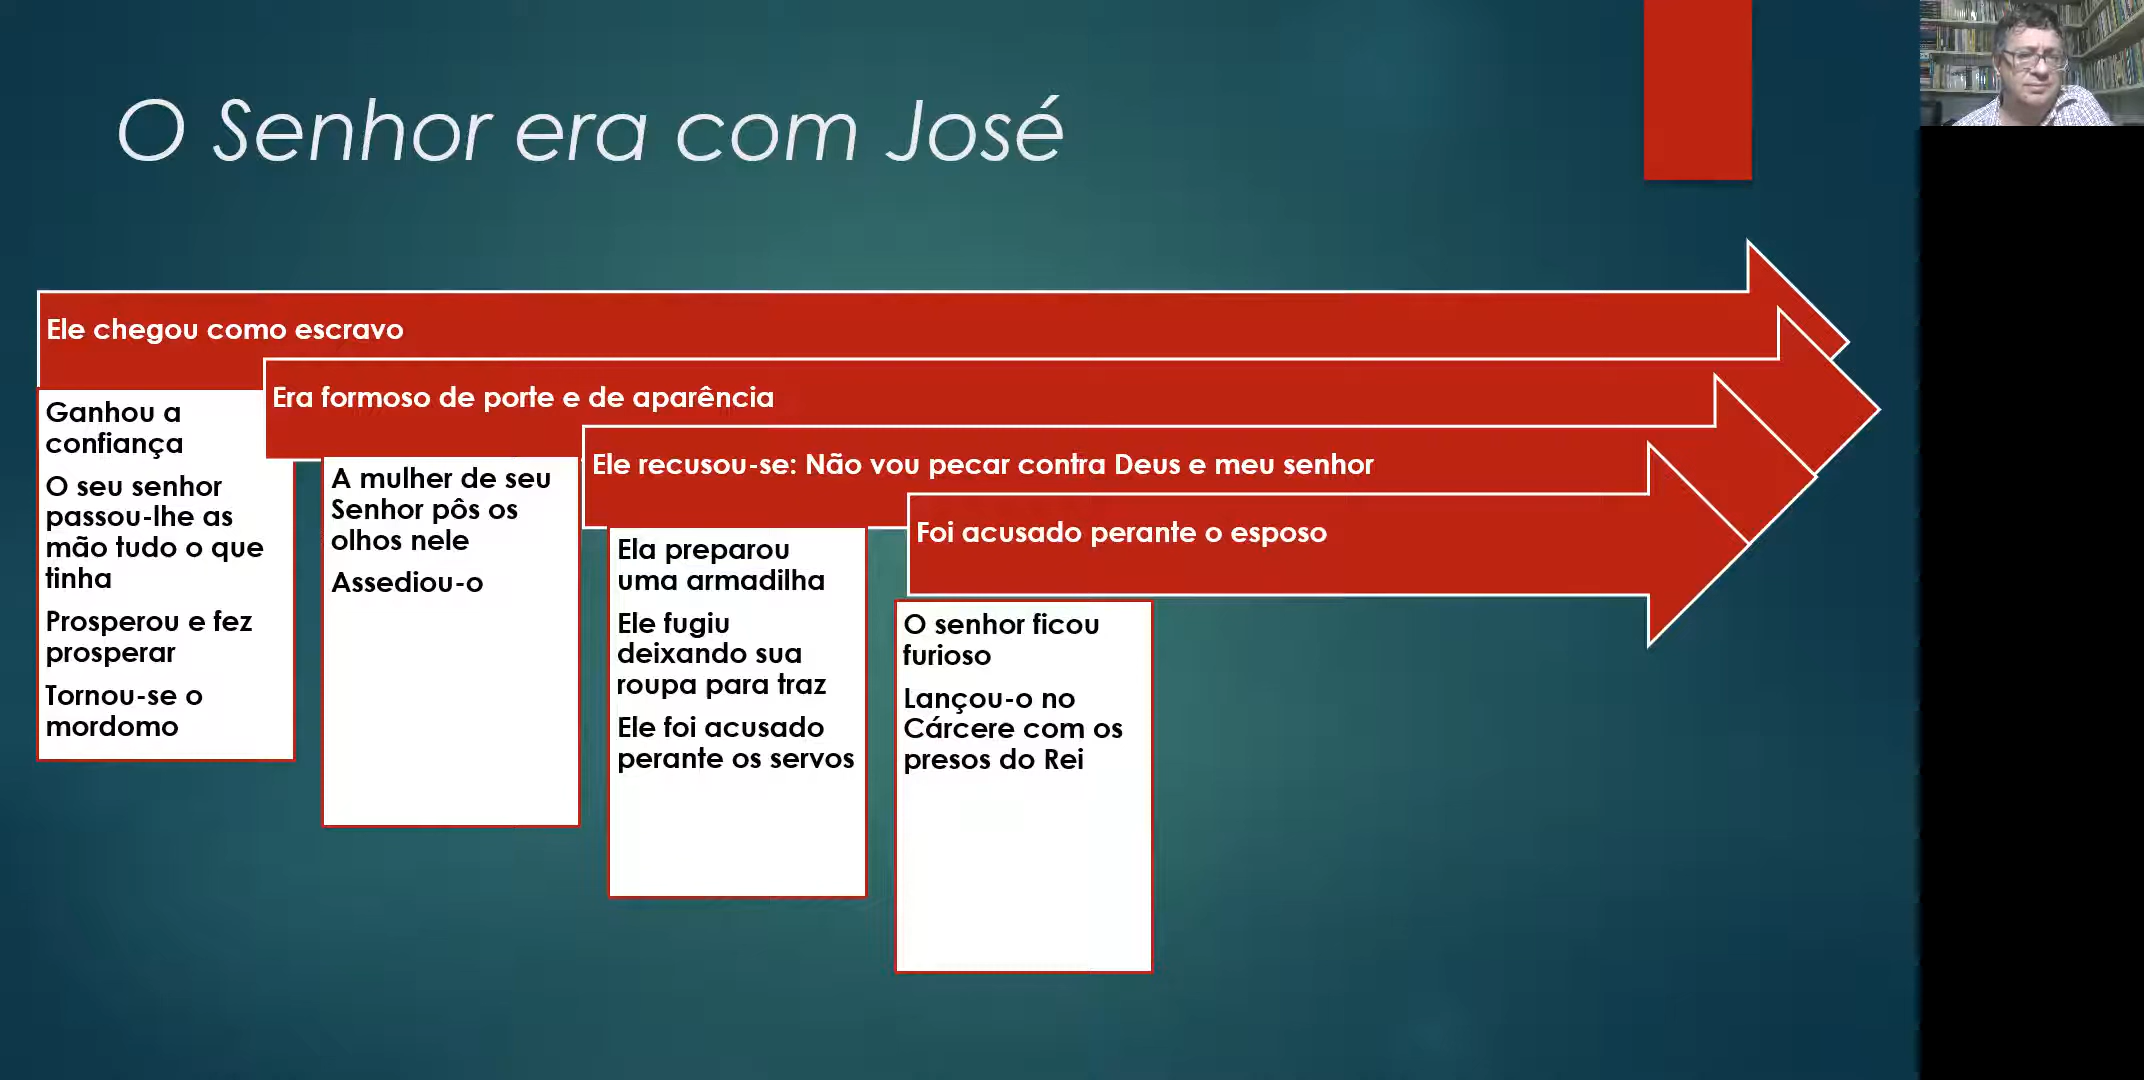 O Senhor era com José
Ele chegou como escravo
Ganhou a
confiança
O seu senhor
passou-lhe as
mão tudo o que
tinha
Prosperou e fez
prosperar
Tornou-se o
mordomo
Era formoso de porte e de aparência
A mulher de seu
Senhor pôs os
olhos nele
Assediou-o
Ele recusou-se: Não vou pecar contra Deus e meu senhor
Ela preparou
uma armadilha
Ele fugiu
deixando sua
roupa para traz
Ele foi acusado
perante os servos
Foi acusado perante o esposo
O senhor ficou
furioso
Lançou-o no
Cárcere com os
presos do Rei